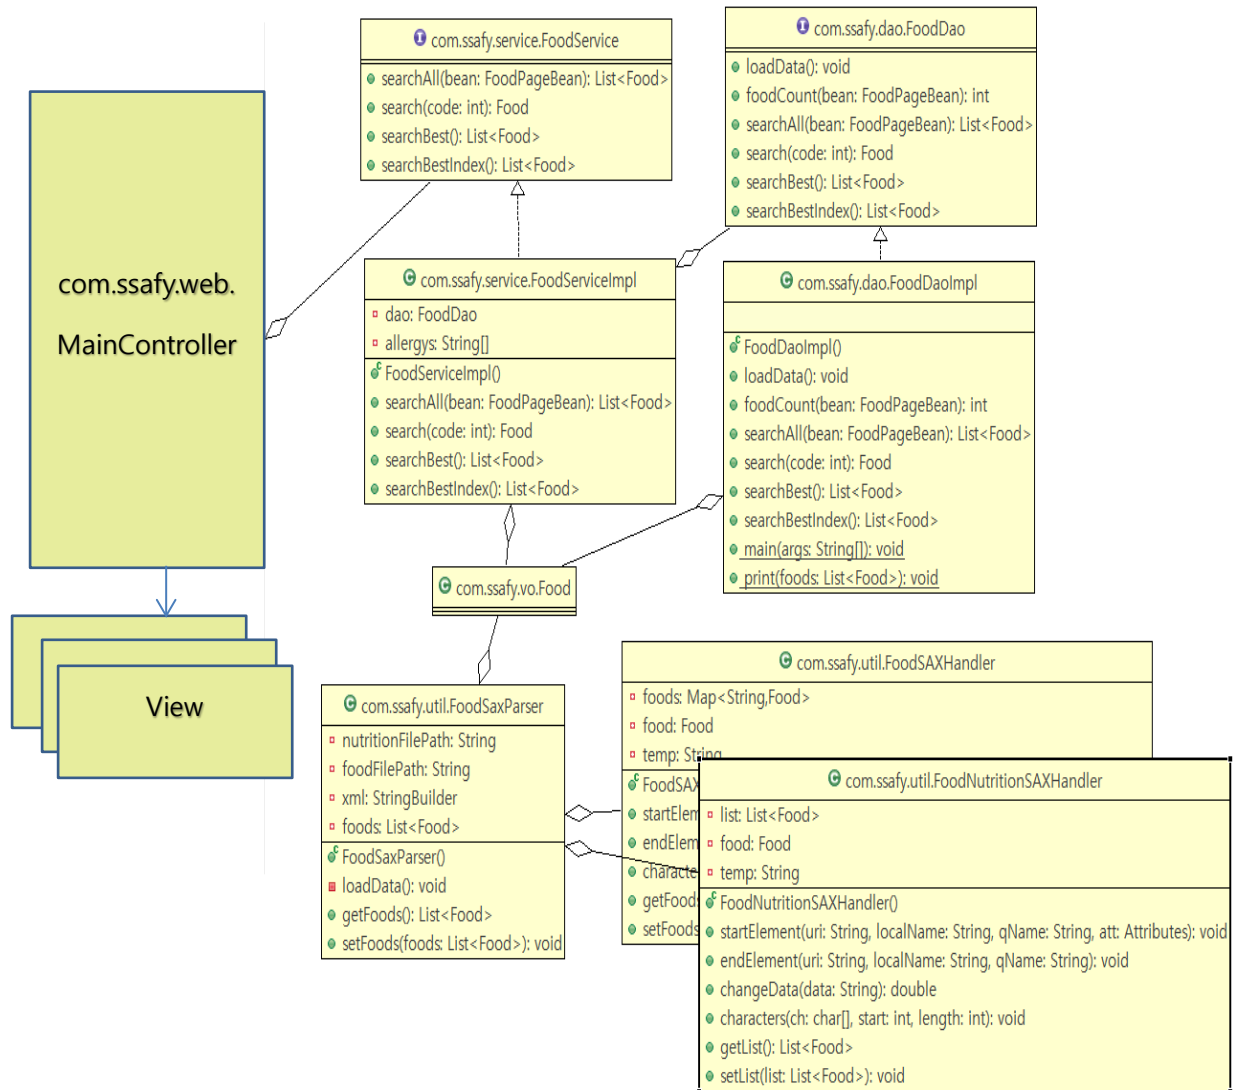 com.ssafy.service.FoodService
searchAll(bean: FoodPageBean): List<Food>
search(code: int): Food
searchBest(): List<Food>
searchBestIndex(): List<Food>
com.ssafy.dao.FoodDao
loadData(): void
foodCount(bean: FoodPageBean): int
searchAll(bean: FoodPageBean): List<Food>
search(code: int): Food
searchBest(): List<Food>
searchBestIndex(): List<Food>
com.ssafy.web.
MainController
com.ssafy.service.FoodServiceImpl
dao: FoodDao
allergys: String[]
FoodServiceImpl()
searchAll(bean: FoodPageBean): List<Food>
search(code: int): Food
searchBest(): List<Food>
searchBestIndex(): List<Food>
com.ssafy.dao.FoodDaoImpl
FoodDaoImpl()
loadData(): void
foodCount(bean: FoodPageBean): int
searchAll(bean: FoodPageBean): List<Food>
search(code: int): Food
searchBest(): List<Food>
searchBestIndex(): List<Food>
main(args: String[]): void
print(foods: List<Food>): void
com.ssafy.vo.Food
View
com.ssafy.util.FoodSaxParser
nutritionFilePath: String
foodFilePath: String
xml: StringBuilder
foods: List<Food>
FoodSaxParser()
loadData(): void
getFoods(): List<Food>
setFoods(foods: List<Food>): void
com.ssafy.util.FoodSAXHandler
foods: Map<String,Food>
food: Food
temp: String
FoodSAX
startElem
endElem
characte
getFoods
setFoods
com.ssafy.util.FoodNutritionSAXHandler
list: List<Food>
food: Food
temp: String
FoodNutritionSAXHandler()
startElement(uri: String, localName: String, qName: String, att: Attributes): void
endElement(uri: String, localName: String, qName: String): void
changeData(data: String): double
characters(ch: char[], start: int, length: int): void
getList(): List<Food>
setList(list: List<Food>): void